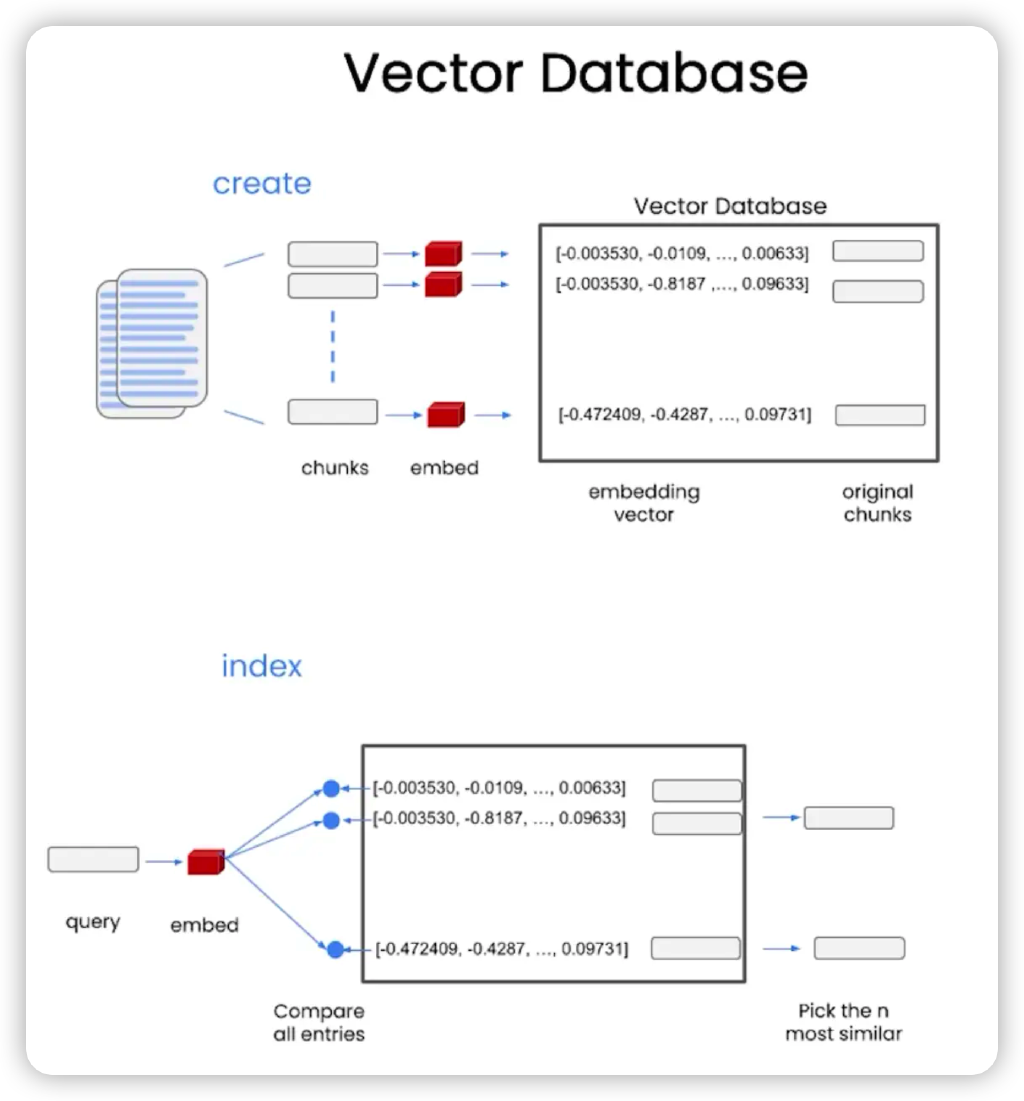 Vector Database
create
Vector Database
[-0.003530, -0.0109, ..., 0.00633]
[-0.003530, -0.8187 ,..., 0.09633]
[-0.472409, -0.4287, ..., 0.09731]
chunks
embed
embedding
vector
original
chunks
index
[-0.003530, -0.0109, ..., 0.00633]
[-0.003530, -0.8187, ..., 0.09633]
[-0.472409, -0.4287, ..., 0.09731]
query
embed
Compare
all entries
Pick the n
most similar